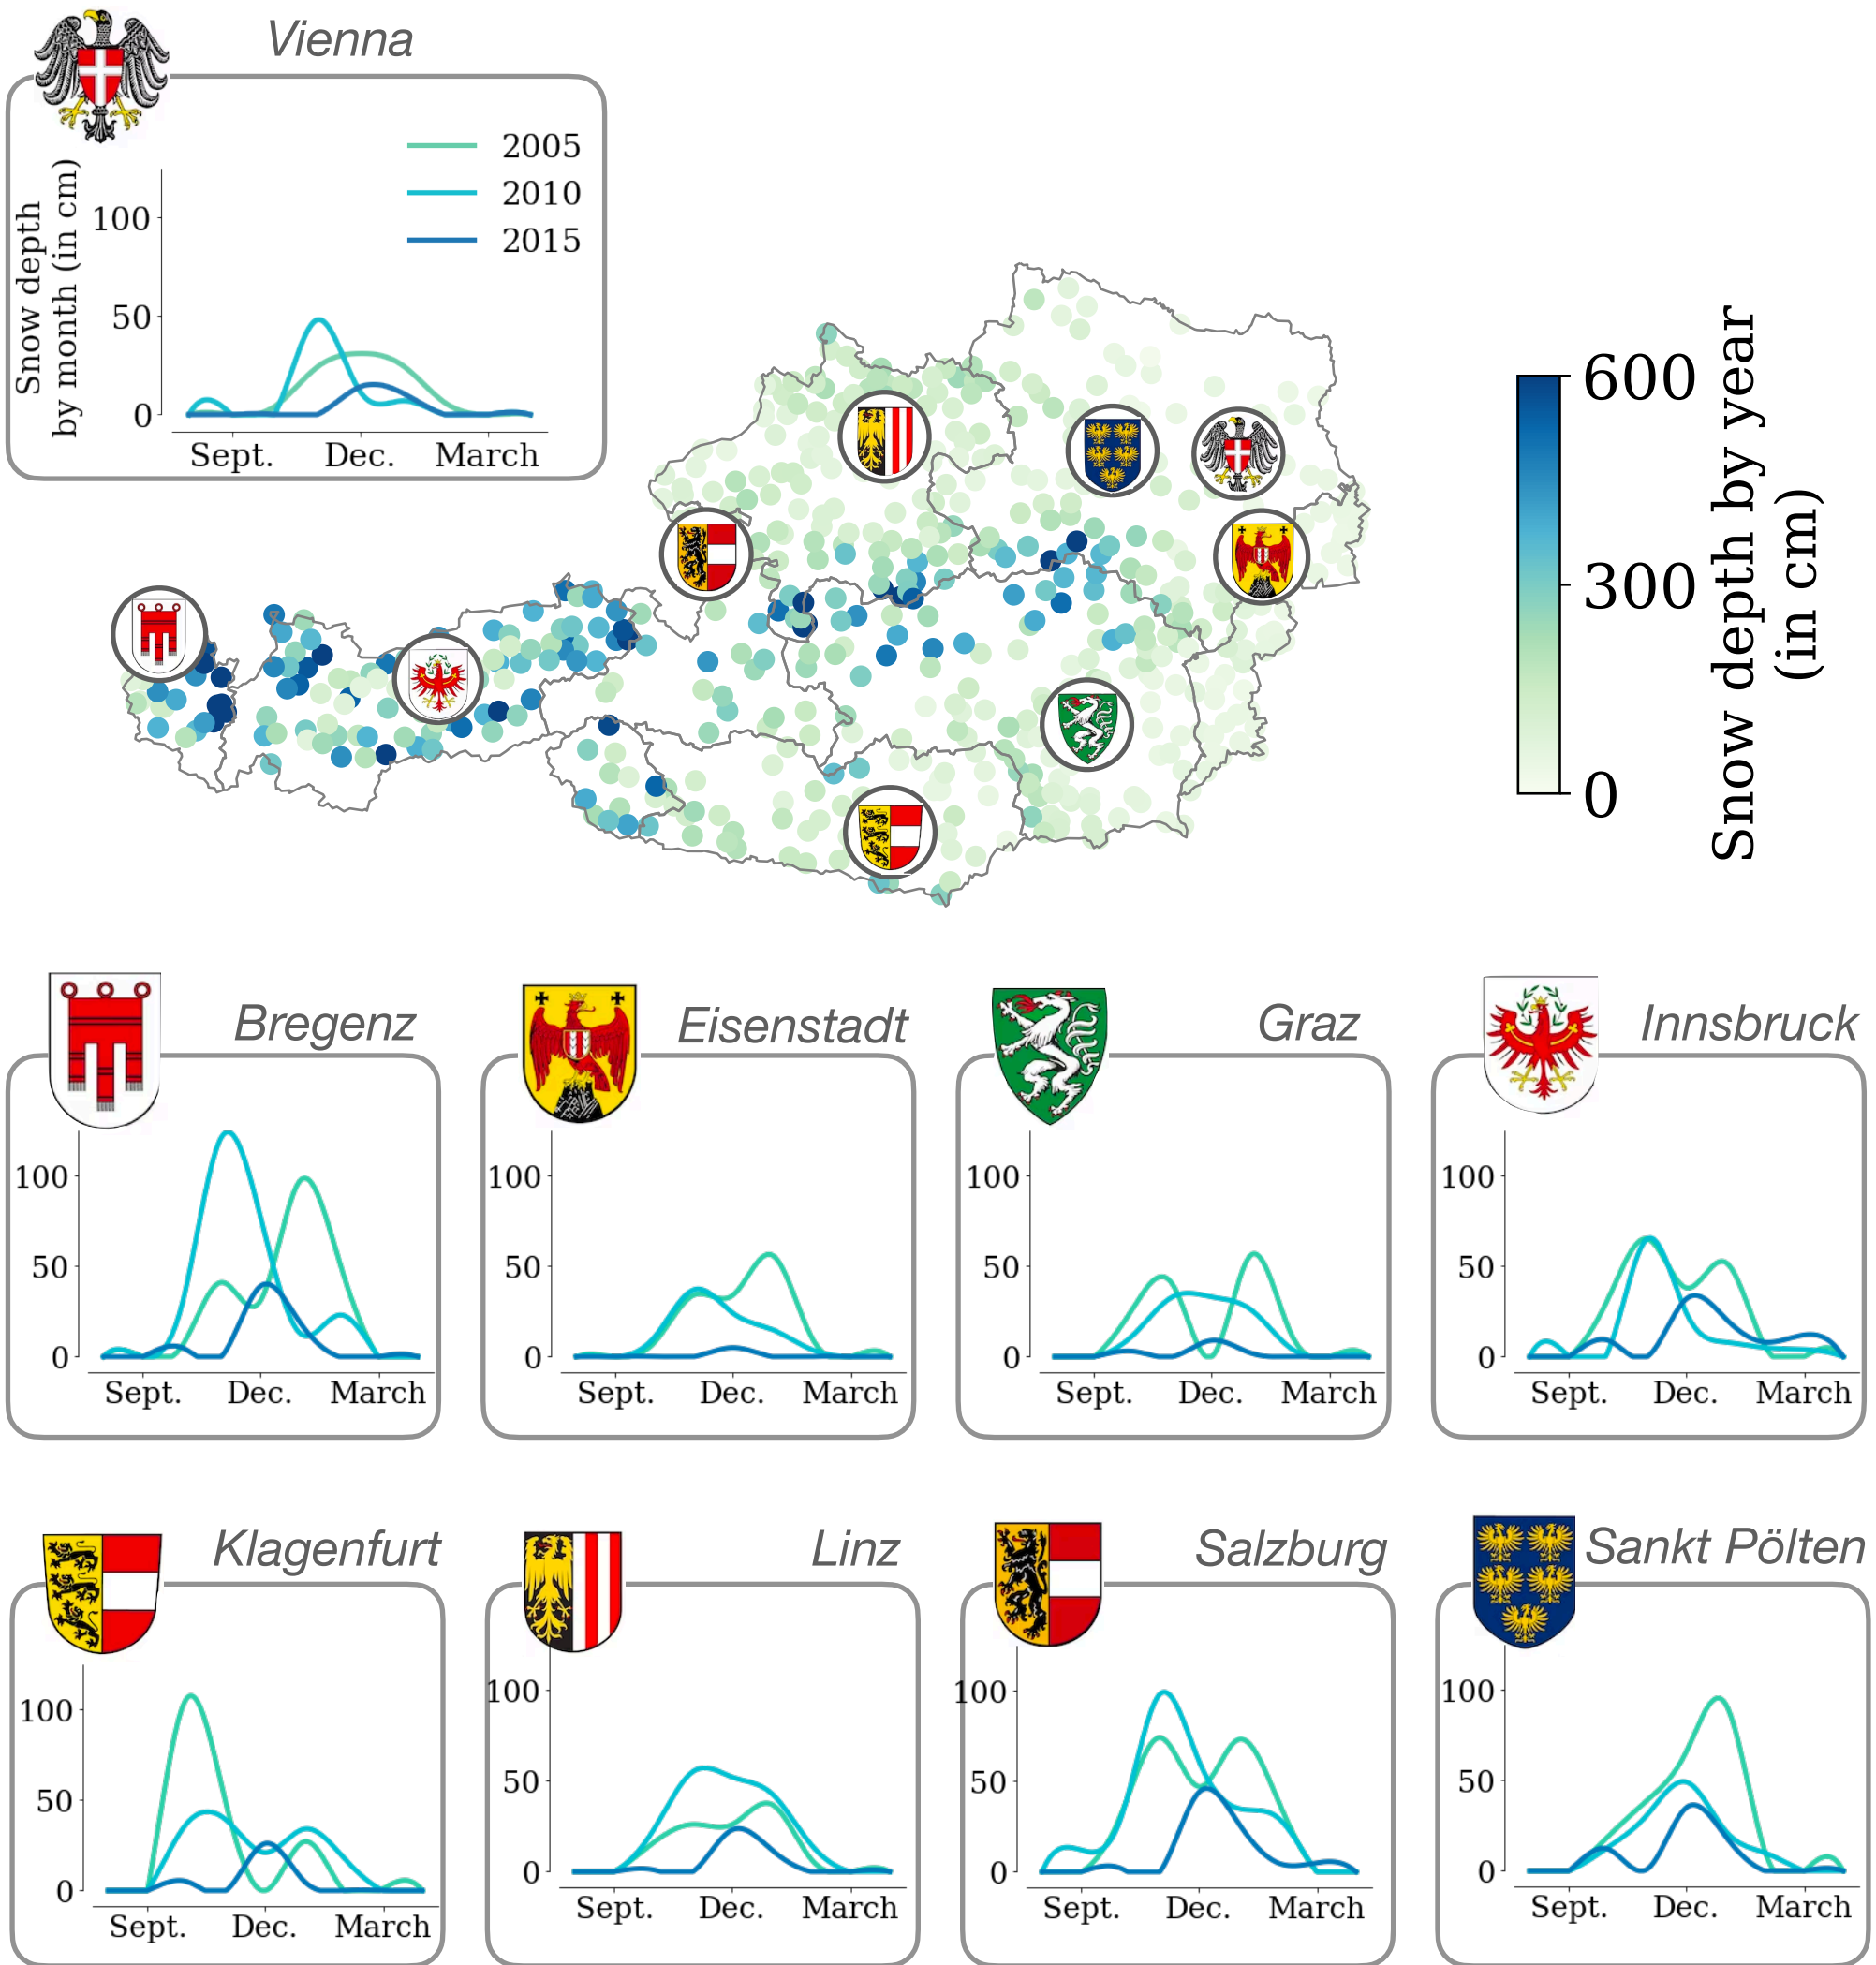 Vienna
2005
2010
2015
Snow depth
by month (in cm)
100
50
0
Sept. Dec. March
600
300
0
Snow depth by year
(in cm)
Bregenz
100
50
0
Sept. Dec. March
Eisenstadt
100
50
0
Sept. Dec. March
Graz
100
50
0
Sept. Dec. March
Innsbruck
100
50
0
Sept. Dec. March
Klagenfurt
100
50
0
Sept. Dec. March
Linz
100
50
0
Sept. Dec. March
Salzburg
100
50
0
Sept. Dec. March
Sankt Pölten
100
50
0
Sept. Dec. March